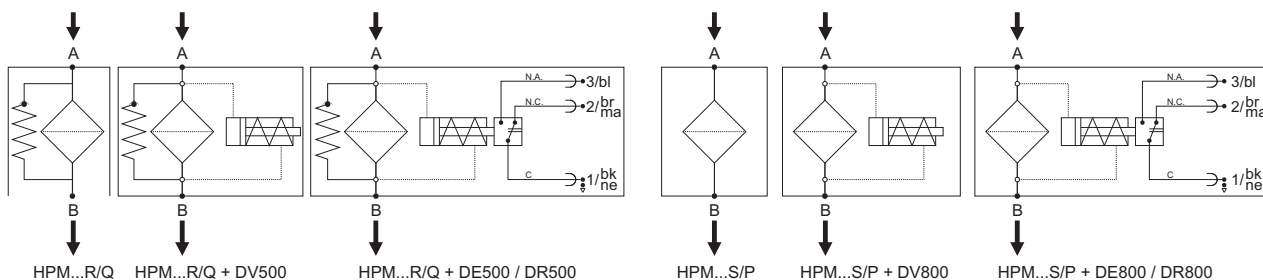 A A A A A A
N.A. 3/bl N.A. 3/bl
N.C. 2/ br ma N.C. 2/ br ma
C 1/ bk ne C 1/ bk ne
B B B B B B
HPM...R/Q HPM...R/Q + DV500 HPM...R/Q + DE500 / DR500 HPM...S/P HPM...S/P + DV800 HPM...S/P + DE800 / DR800